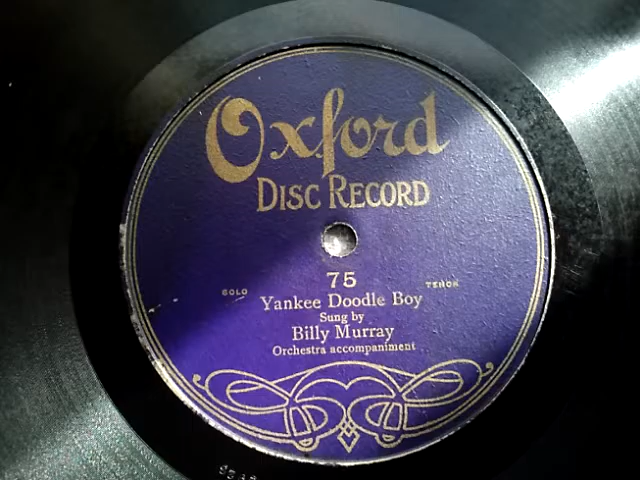 Oxford
DISC RECORD
75
SOLO TENOR
Yankee Doodle Boy
Sung by
Billy Murray
Orchestra accompaniment